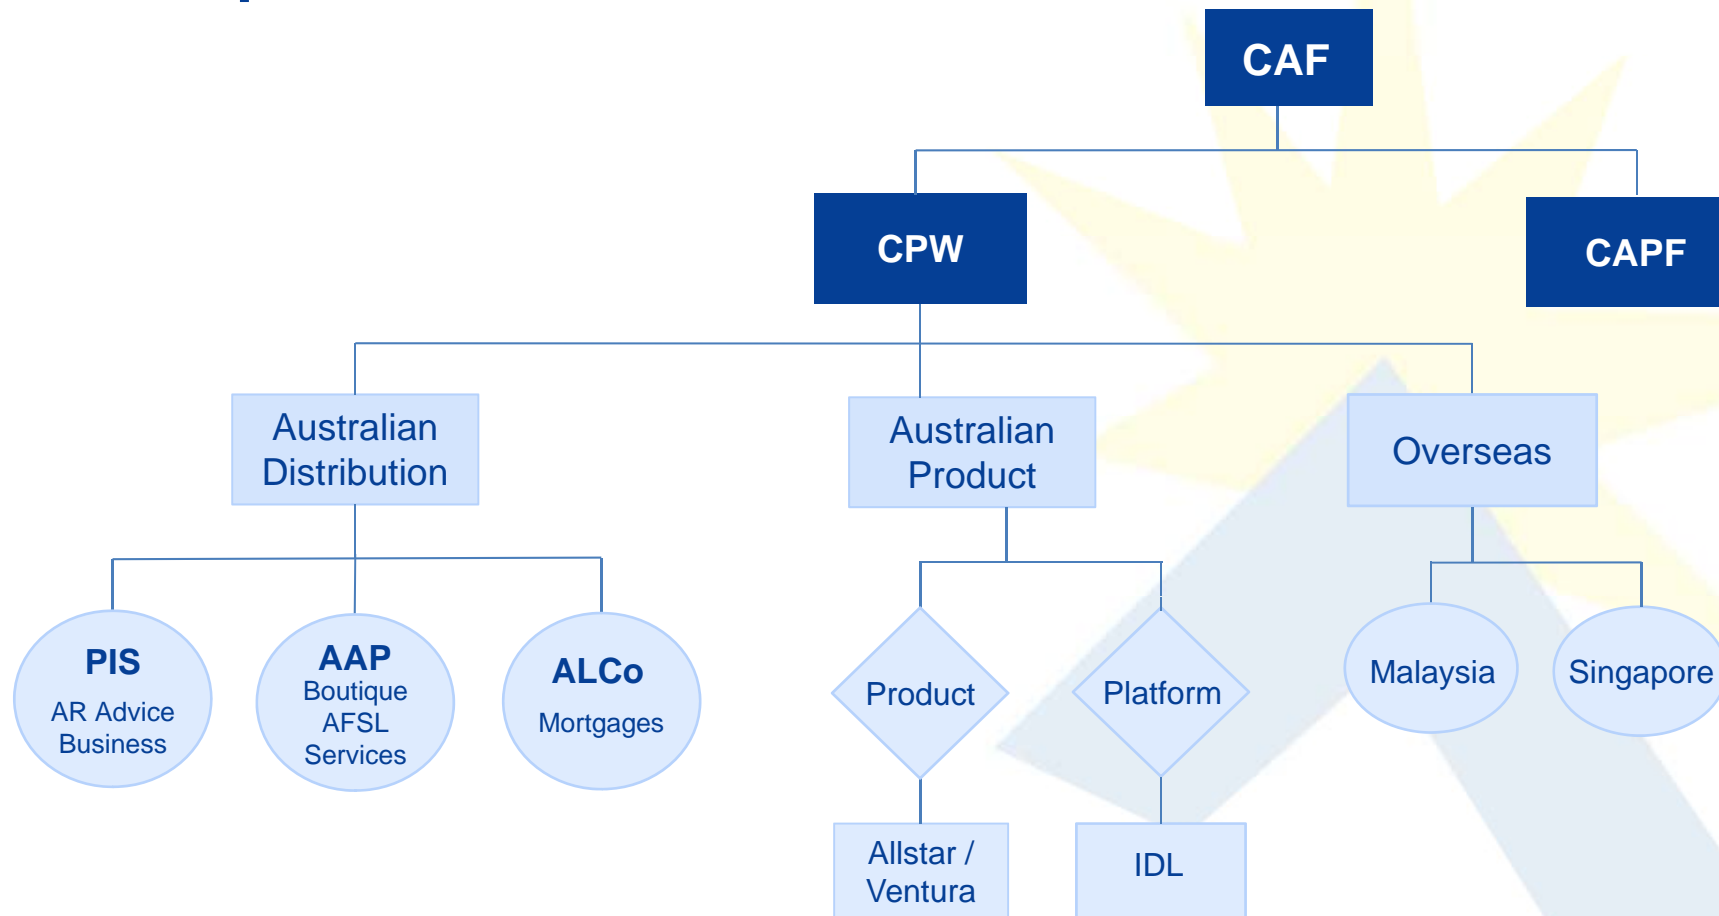 CAF
CPW
CAPF
Australian
Distribution
Australian
Product
Overseas
PIS
AR Advice
Business
AAP
Boutique
AFSL
Services
ALCo
Mortgages
Product
Platform
Malaysia
Singapore
Allstar /
Ventura
IDL